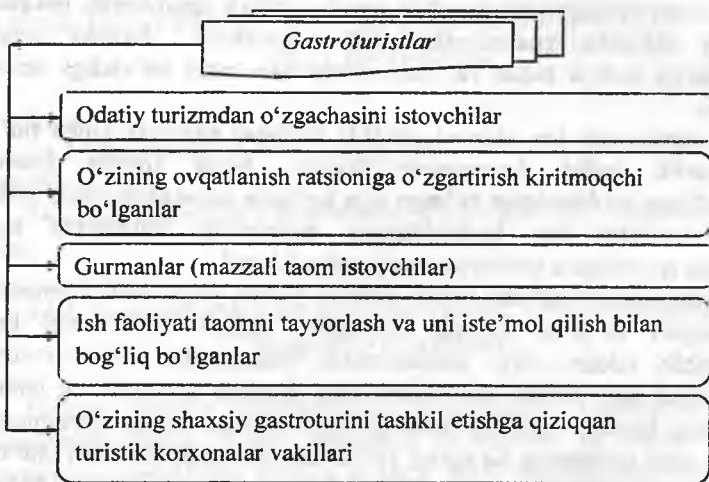 Gastroturistlar
Odatiy turizmdan o‘zgachasini istovchilar
O‘zining ovqatlanish ratsioniga o‘zgartirish kiritmoqchi
bo‘lganlar
Gurmanlar (mazzali taom istovchilar)
Ish faoliyati taomni tayyorlash va uni iste’mol qilish bilan
bog‘liq bo‘lganlar
O‘zining shaxsiy gastroturini tashkil etishga qiziqqan
turistik korxonalar vakillari